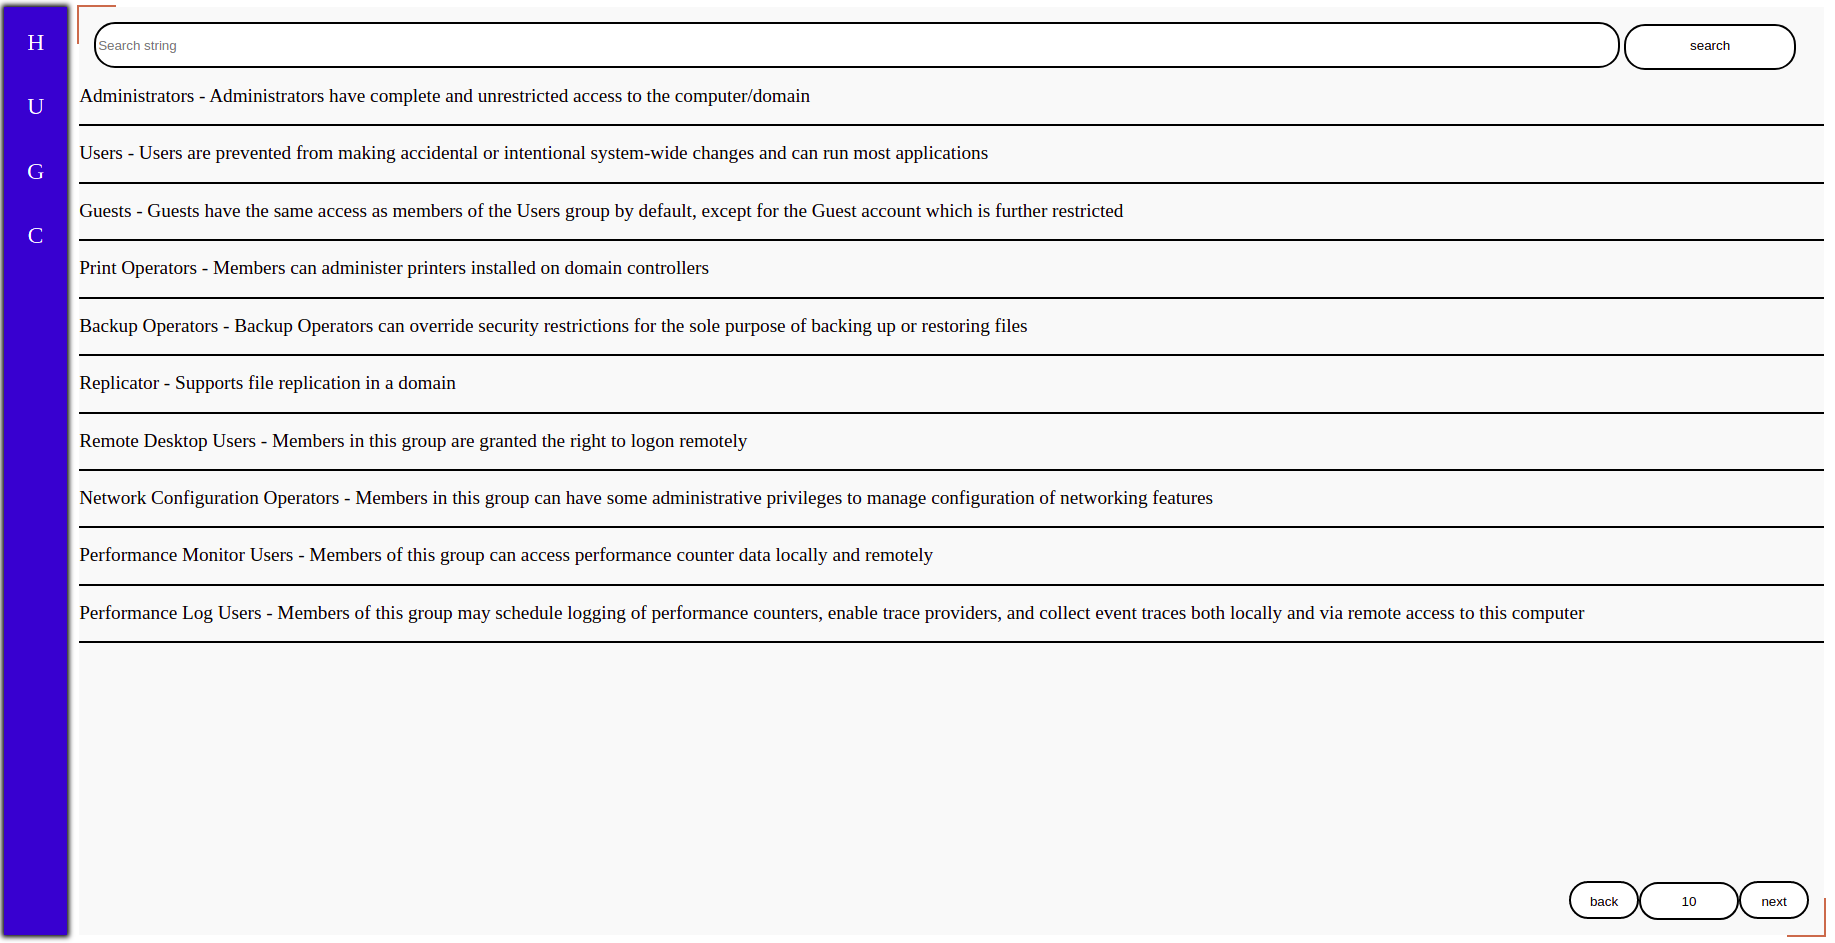 H
U
G
C
Search string
search
Administrators - Administrators have complete and unrestricted access to the computer/domain
Users - Users are prevented from making accidental or intentional system-wide changes and can run most applications
Guests - Guests have the same access as members of the Users group by default, except for the Guest account which is further restricted
Print Operators - Members can administer printers installed on domain controllers
Backup Operators - Backup Operators can override security restrictions for the sole purpose of backing up or restoring files
Replicator - Supports file replication in a domain
Remote Desktop Users - Members in this group are granted the right to logon remotely
Network Configuration Operators - Members in this group can have some administrative privileges to manage configuration of networking features
Performance Monitor Users - Members of this group can access performance counter data locally and remotely
Performance Log Users - Members of this group may schedule logging of performance counters, enable trace providers, and collect event traces both locally and via remote access to this computer
back
10
next